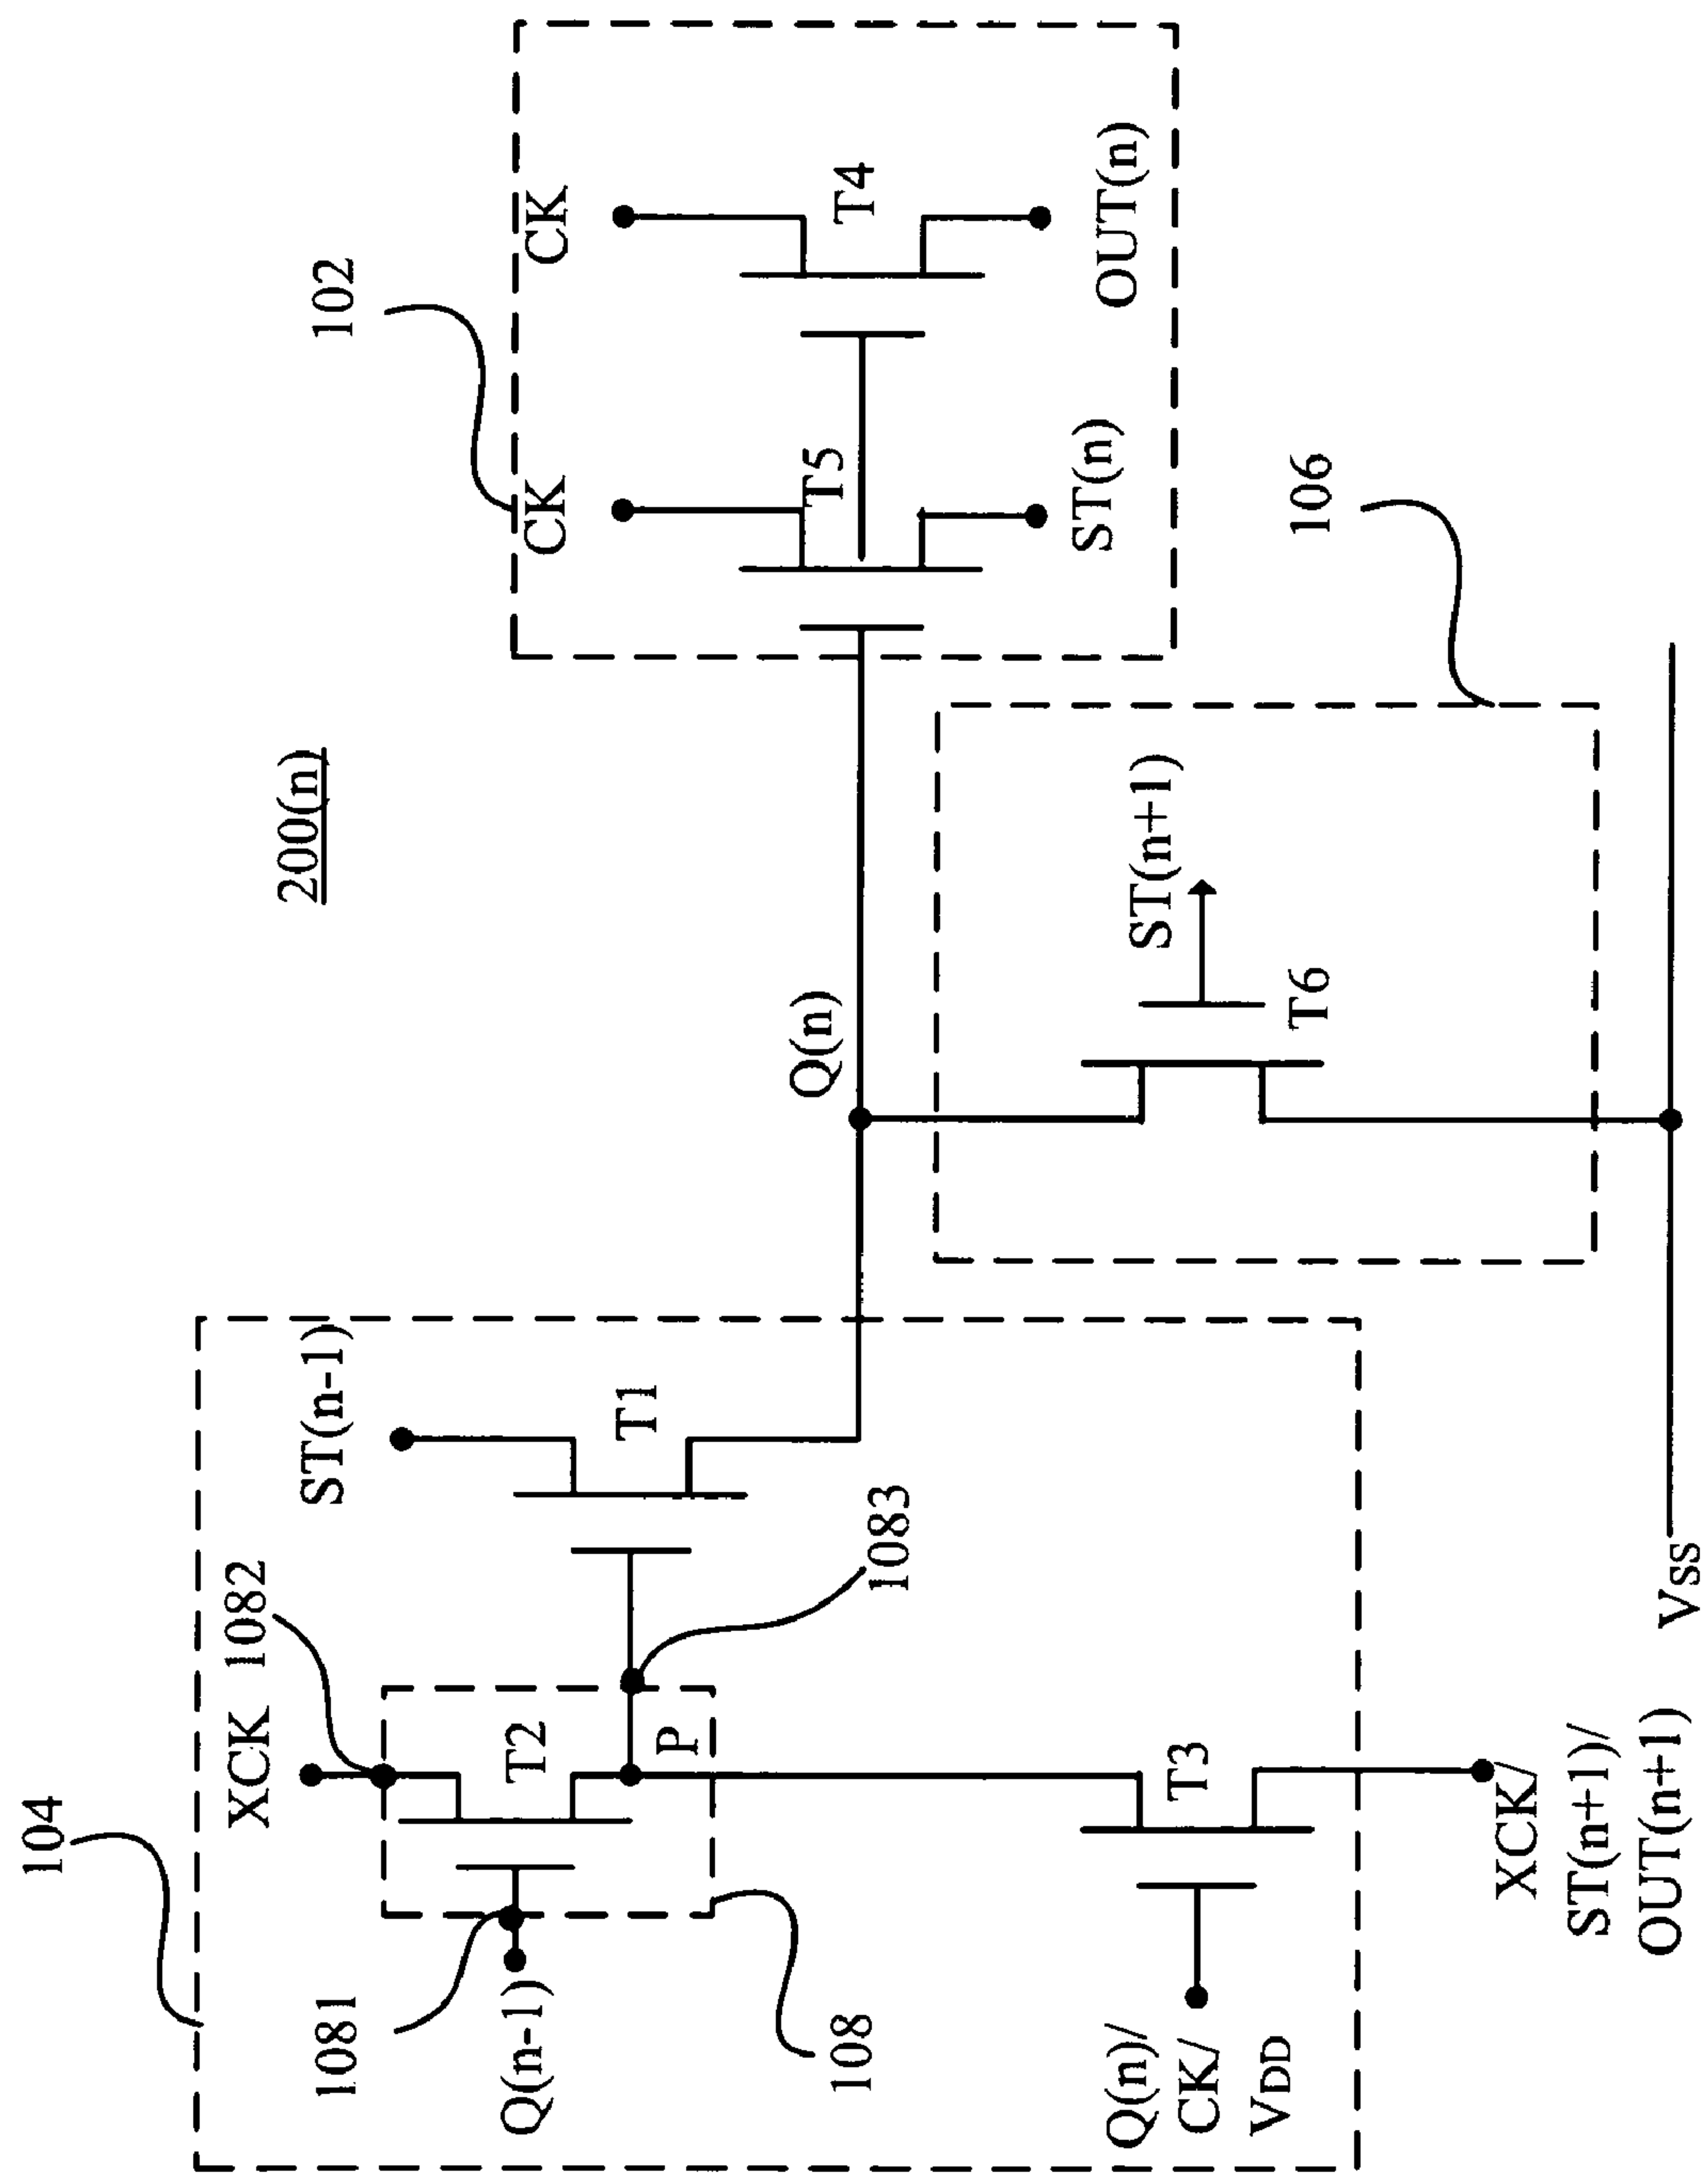 200(n)
104
XCK
1082
ST(n-1)
T1
T2
P
1083
1081
Q(n-1)
108
Q(n)/
CK/
VDD
T3
XCK/
ST(n+1)/
OUT(n+1)
Q(n)
102
CK
CK
T5
T4
ST(n)
OUT(n)
106
ST(n+1)
T6
VSS